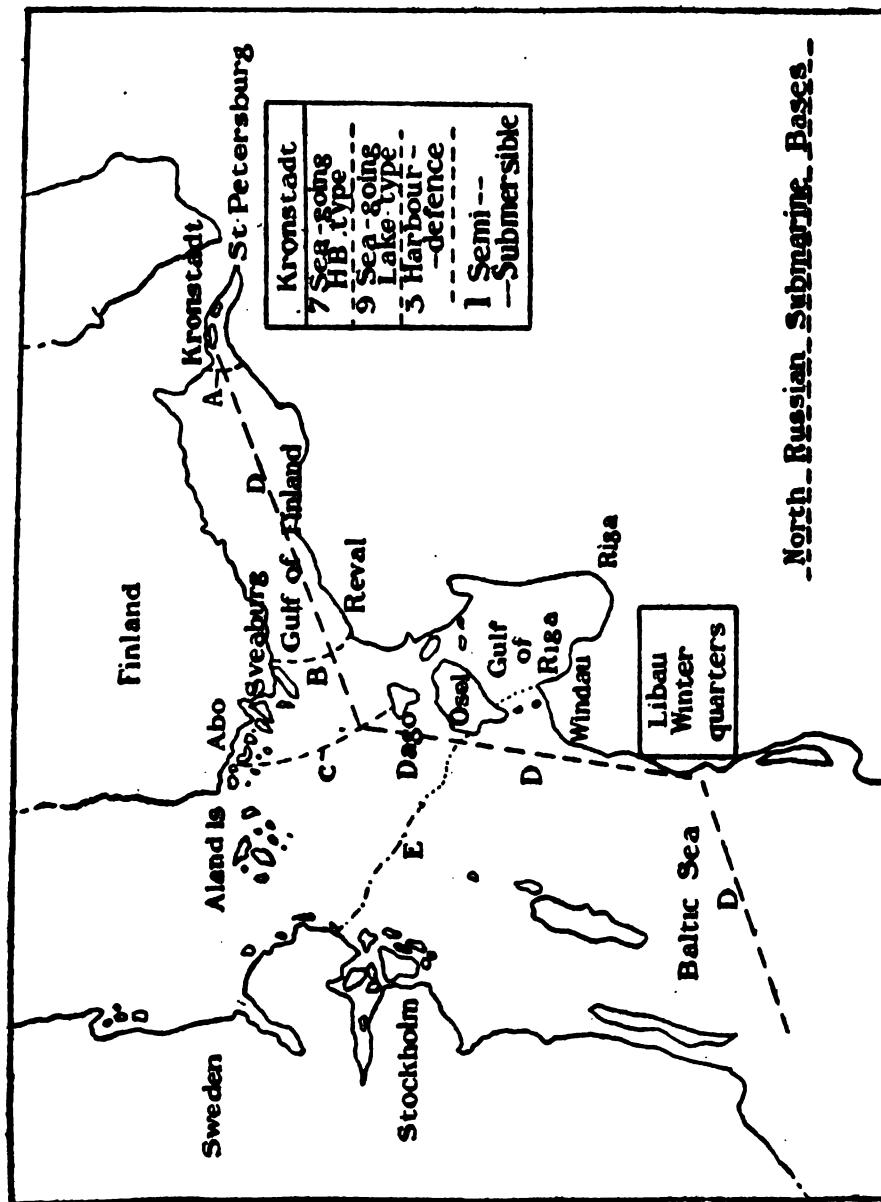 Finland
Sweden
Aland Is
Abo
Sveaburg
Kronstadt
St Petersburg
A
D
Gulf of Finland
B
Reval
C
Dago
Osel
Gulf
of
Riga
Riga
Windau
Stockholm
E
D
Baltic Sea
D
Libau
Winter
quarters
Kronstadt
7 Sea-going
HB type
9 Sea-going
Lake type
3 Harbour-
-defence
1 Semi--
--Submersible
North Russian Submarine Bases